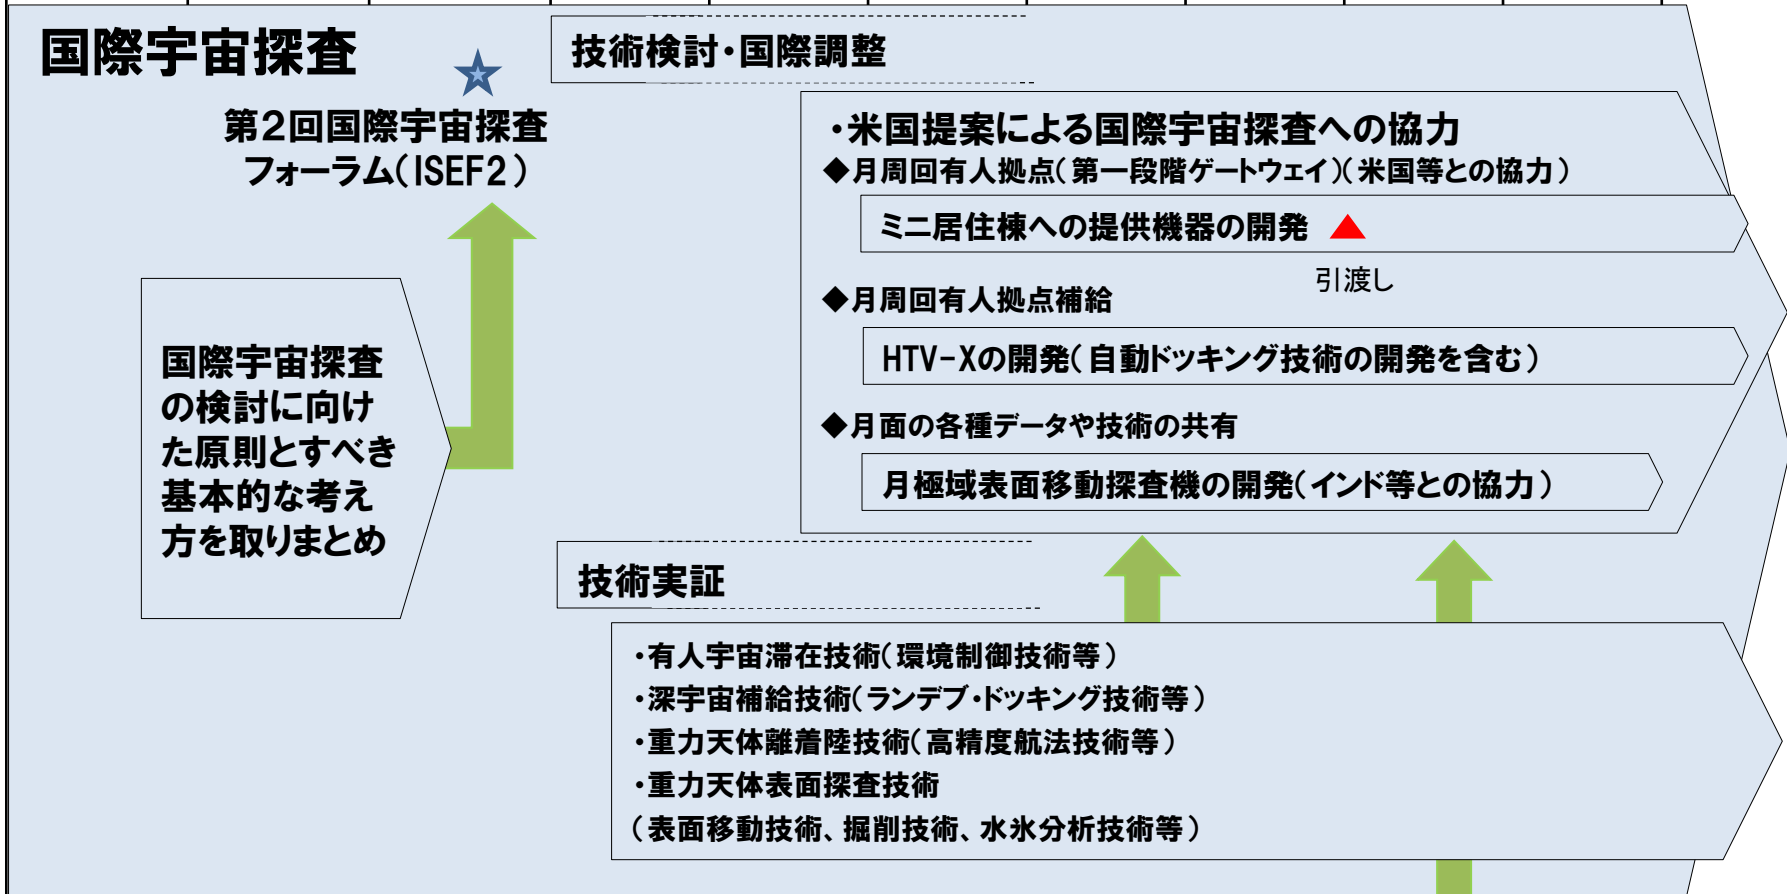 国際宇宙探査
技術検討・国際調整
第2回国際宇宙探査
フォーラム(ISEF2)
・米国提案による国際宇宙探査への協力
◆月周回有人拠点(第一段階ゲートウェイ)(米国等との協力)
ミニ居住棟への提供機器の開発
引渡し
◆月周回有人拠点補給
HTV-Xの開発(自動ドッキング技術の開発を含む)
◆月面の各種データや技術の共有
月極域表面移動探査機の開発(インド等との協力)
国際宇宙探査
の検討に向け
た原則とすべき
基本的な考え
方を取りまとめ
技術実証
・有人宇宙滞在技術(環境制御技術等)
・深宇宙補給技術(ランデブ・ドッキング技術等)
・重力天体離着陸技術(高精度航法技術等)
・重力天体表面探査技術
(表面移動技術、掘削技術、水氷分析技術等)